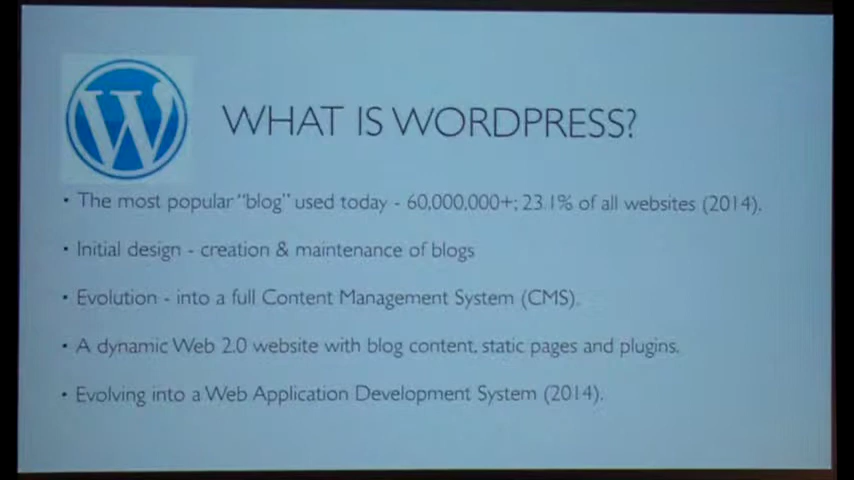 WHAT IS WORDPRESS?
• The most popular "blog" used today - 60,000,000+; 23.1% of all websites (2014).
• Initial design - creation & maintenance of blogs
• Evolution - into a full Content Management System (CMS).
• A dynamic Web 2.0 website with blog content, static pages and plugins.
• Evolving into a Web Application Development System (2014).